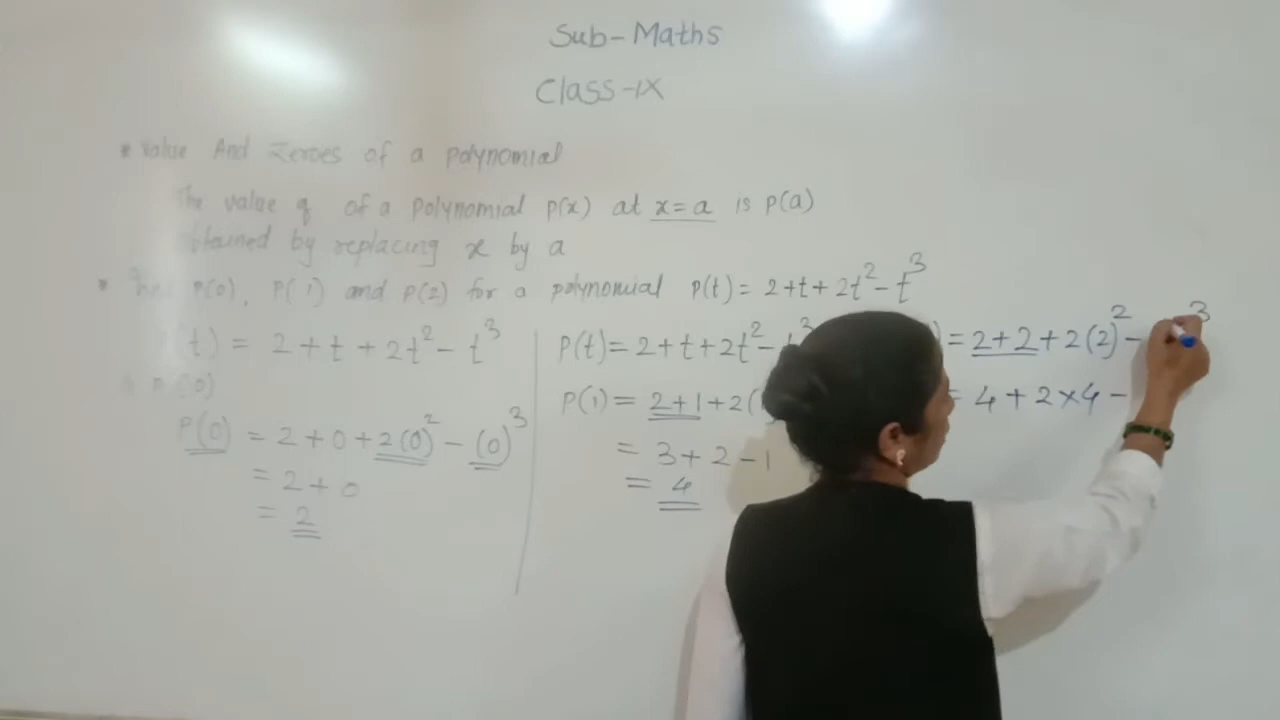 Sub-Maths
Class-IX
* Value And Zeroes of a polynomial
The value of of a polynomial p(x) at x=a is p(a)
obtained by replacing x by a
* P(0), P(1) and P(2) for a polynomial P(t) = 2+t+2t²-t³
t) = 2+t+2t²-t³
(0)
P(0) = 2+0+2(0)²-(0)³
= 2+0
= 2
P(t) = 2+t+2t²-t³
P(1) = 2+1+2(
= 3+2-1
= 4
) = 2+2+2(2)²- ³
= 4+2×4-